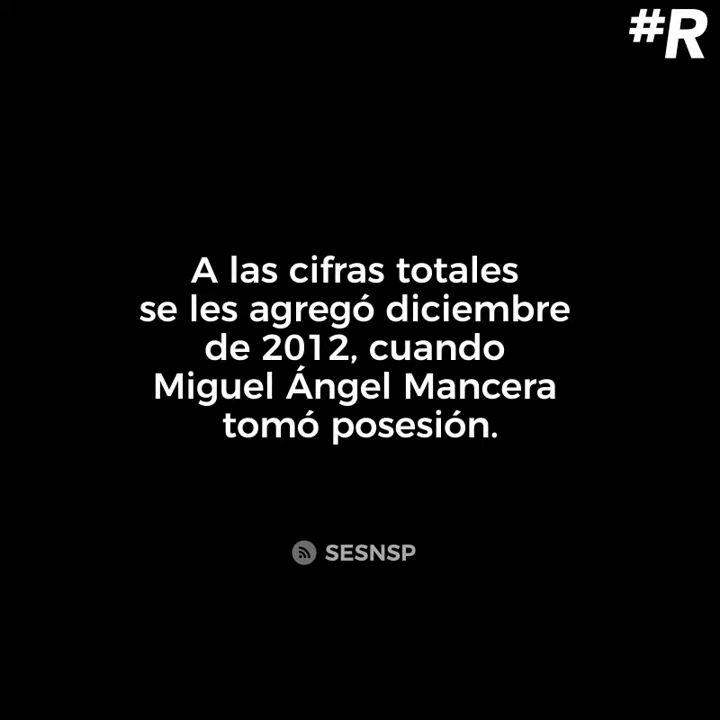 #R
A las cifras totales
se les agregó diciembre
de 2012, cuando
Miguel Ángel Mancera
tomó posesión.
SESNSP